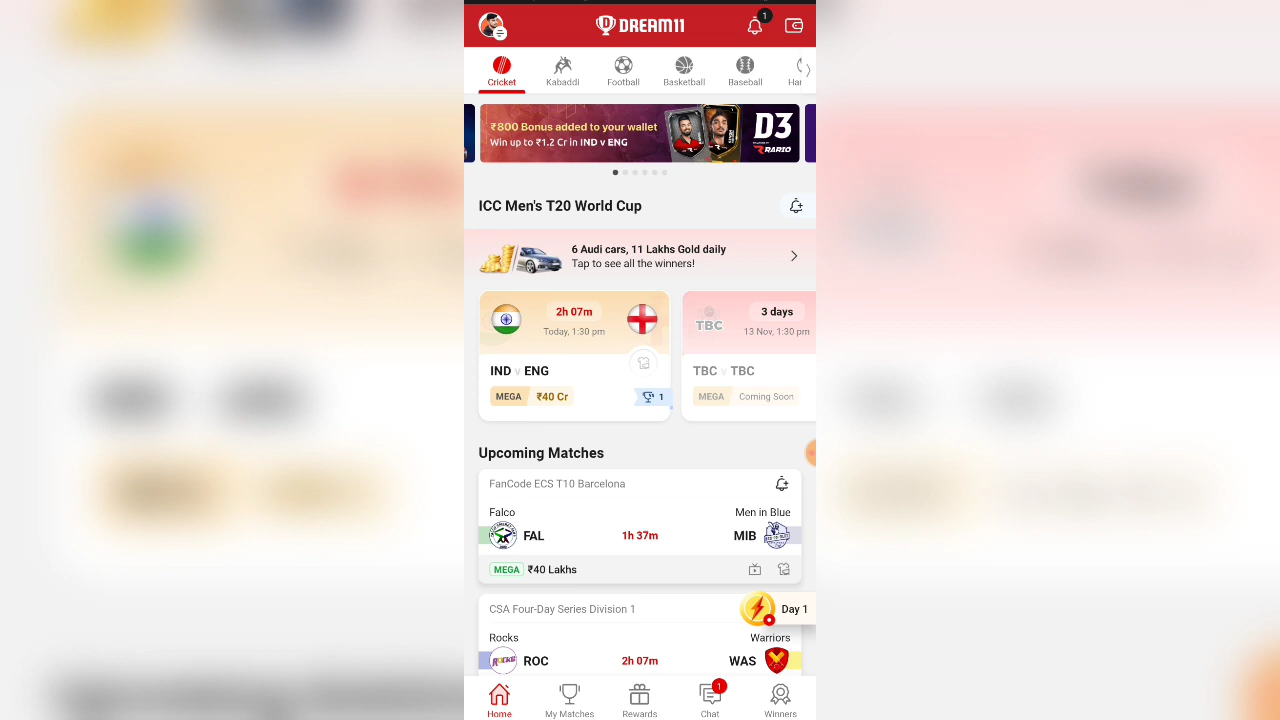 DREAM11
1
Cricket
Kabaddi
Football
Basketball
Baseball
Har
₹800 Bonus added to your wallet
Win up to ₹1.2 Cr in IND v ENG
D3
RARIO
ICC Men's T20 World Cup
6 Audi cars, 11 Lakhs Gold daily
Tap to see all the winners!
2h 07m
Today, 1:30 pm
IND v ENG
MEGA ₹40 Cr
1
TBC
3 days
13 Nov, 1:30 pm
TBC v TBC
MEGA Coming Soon
Upcoming Matches
FanCode ECS T10 Barcelona
Falco
Men in Blue
FAL
1h 37m
MIB
MEGA ₹40 Lakhs
CSA Four-Day Series Division 1
Day 1
Rocks
Warriors
ROCKS
ROC
2h 07m
WAS
Home
My Matches
Rewards
1
Chat
Winners